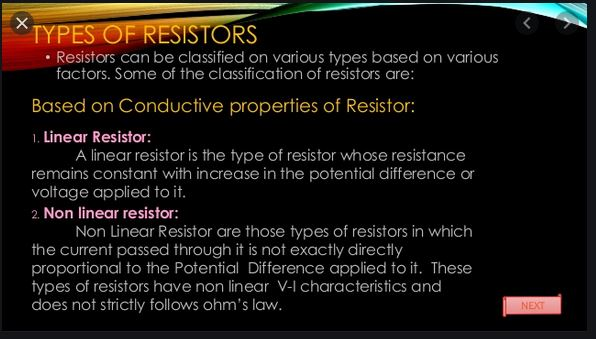 TYPES OF RESISTORS
• Resistors can be classified on various types based on various
factors. Some of the classification of resistors are:
Based on Conductive properties of Resistor:
1. Linear Resistor:
A linear resistor is the type of resistor whose resistance
remains constant with increase in the potential difference or
voltage applied to it.
2. Non linear resistor:
Non Linear Resistor are those types of resistors in which
the current passed through it is not exactly directly
proportional to the Potential Difference applied to it. These
types of resistors have non linear V-I characteristics and
does not strictly follows ohm's law.
NEXT